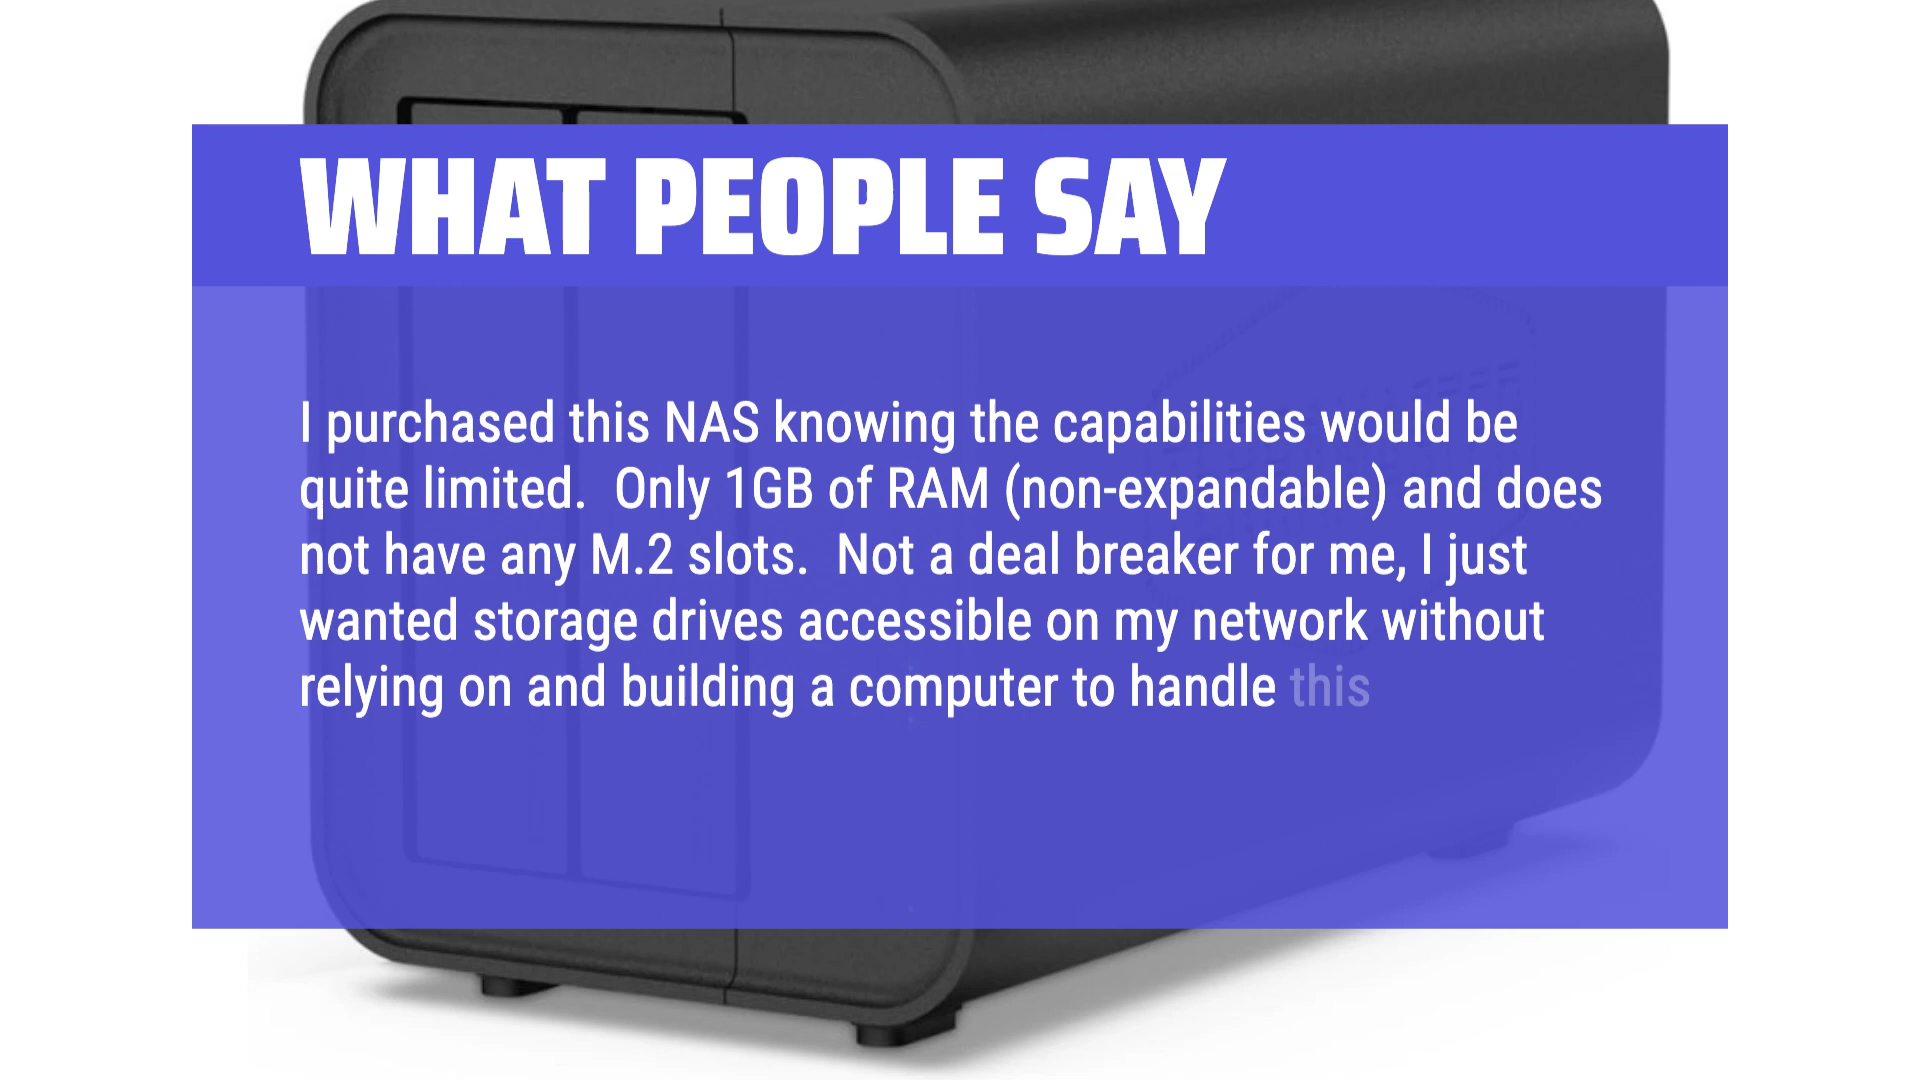 WHAT PEOPLE SAY
I purchased this NAS knowing the capabilities would be
quite limited.  Only 1GB of RAM (non-expandable) and does
not have any M.2 slots.  Not a deal breaker for me, I just
wanted storage drives accessible on my network without
relying on and building a computer to handle this